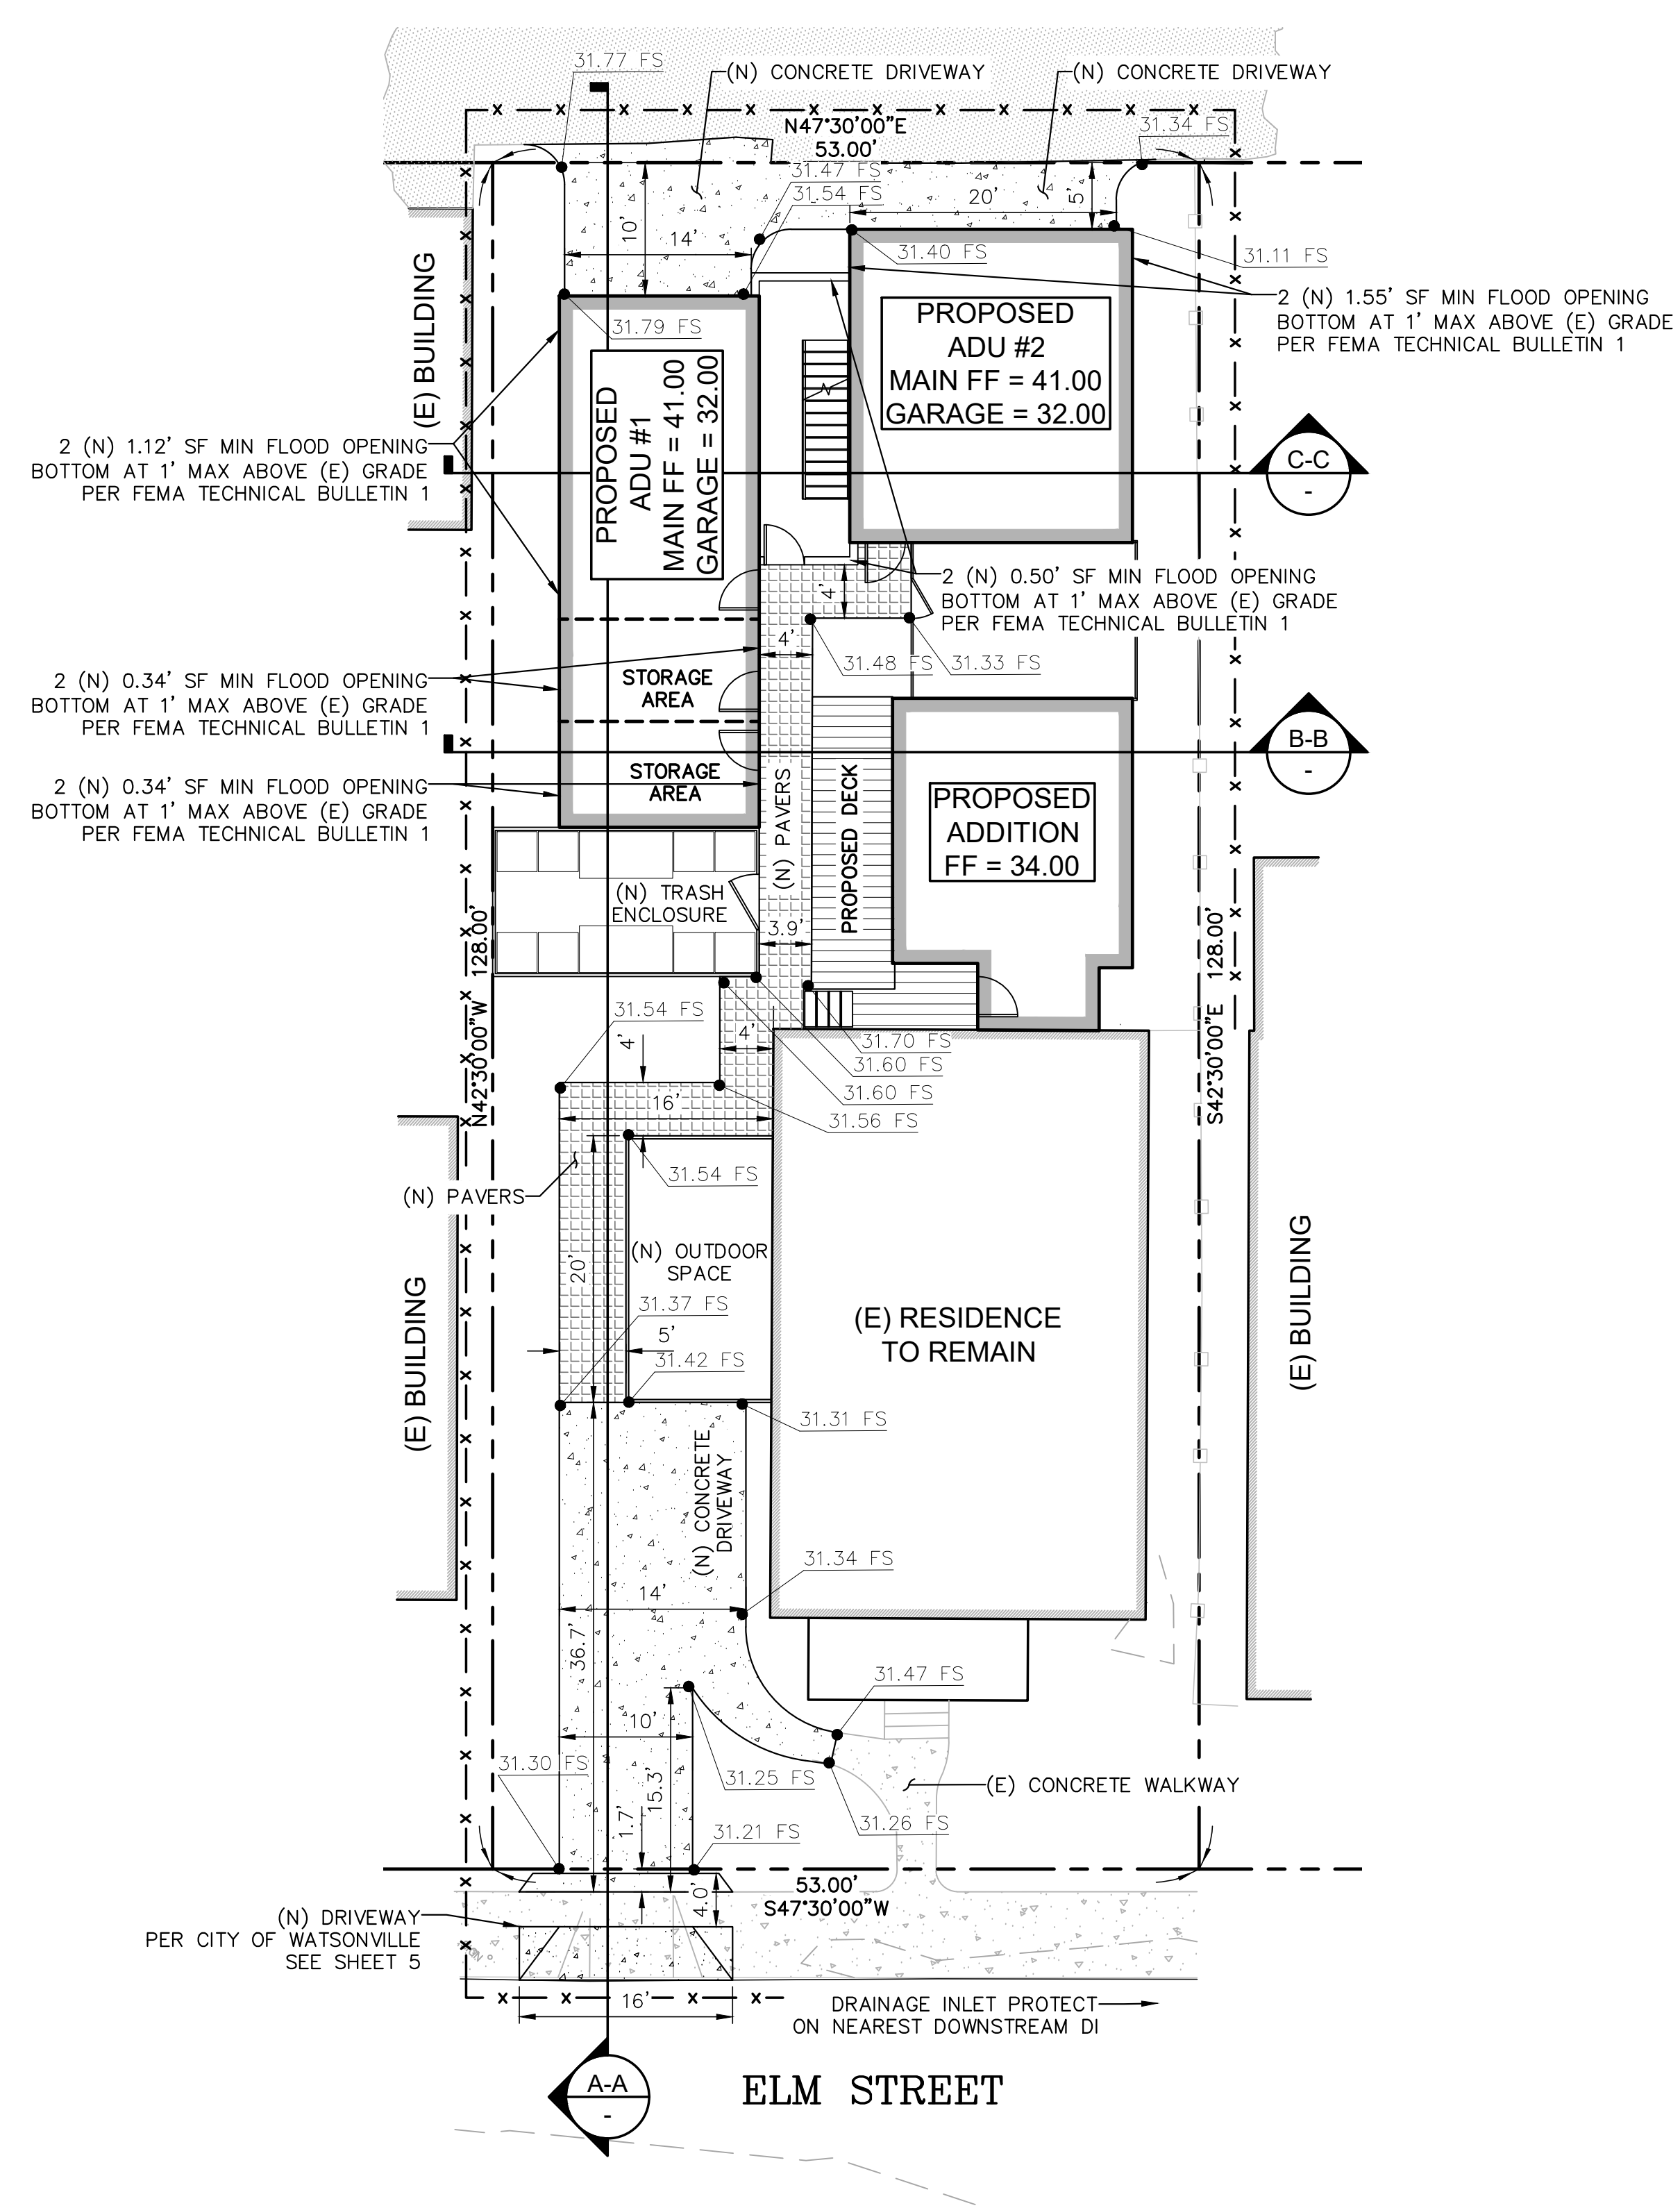 31.77 FS
(N) CONCRETE DRIVEWAY
(N) CONCRETE DRIVEWAY
N47°30'00"E
53.00'
31.34 FS
31.47 FS
31.54 FS
20'
5'
10'
14'
31.40 FS
31.11 FS
(E) BUILDING
2 (N) 1.55' SF MIN FLOOD OPENING
BOTTOM AT 1' MAX ABOVE (E) GRADE
PER FEMA TECHNICAL BULLETIN 1
31.79 FS
PROPOSED
ADU #2
MAIN FF = 41.00
GARAGE = 32.00
PROPOSED
ADU #1
MAIN FF = 41.00
GARAGE = 32.00
2 (N) 1.12' SF MIN FLOOD OPENING
BOTTOM AT 1' MAX ABOVE (E) GRADE
PER FEMA TECHNICAL BULLETIN 1
C-C
-
2 (N) 0.50' SF MIN FLOOD OPENING
BOTTOM AT 1' MAX ABOVE (E) GRADE
PER FEMA TECHNICAL BULLETIN 1
4'
4'
31.48 FS
31.33 FS
2 (N) 0.34' SF MIN FLOOD OPENING
BOTTOM AT 1' MAX ABOVE (E) GRADE
PER FEMA TECHNICAL BULLETIN 1
STORAGE
AREA
B-B
-
STORAGE
AREA
2 (N) 0.34' SF MIN FLOOD OPENING
BOTTOM AT 1' MAX ABOVE (E) GRADE
PER FEMA TECHNICAL BULLETIN 1
(N) PAVERS
PROPOSED DECK
PROPOSED
ADDITION
FF = 34.00
(N) TRASH
ENCLOSURE
3.9'
N42°30'00"W 128.00'
S42°30'00"E 128.00'
31.54 FS
4'
4'
31.70 FS
31.60 FS
31.60 FS
31.56 FS
16'
31.54 FS
(N) PAVERS
20'
(N) OUTDOOR
SPACE
31.37 FS
5'
31.42 FS
(E) RESIDENCE
TO REMAIN
(E) BUILDING
(E) BUILDING
31.31 FS
(N) CONCRETE
DRIVEWAY
31.34 FS
14'
36.7'
31.47 FS
10'
31.30 FS
31.25 FS
15.3'
1.7'
(E) CONCRETE WALKWAY
31.26 FS
31.21 FS
4.0'
53.00'
S47°30'00"W
(N) DRIVEWAY
PER CITY OF WATSONVILLE
SEE SHEET 5
16'
DRAINAGE INLET PROTECT
ON NEAREST DOWNSTREAM DI
A-A
-
ELM STREET